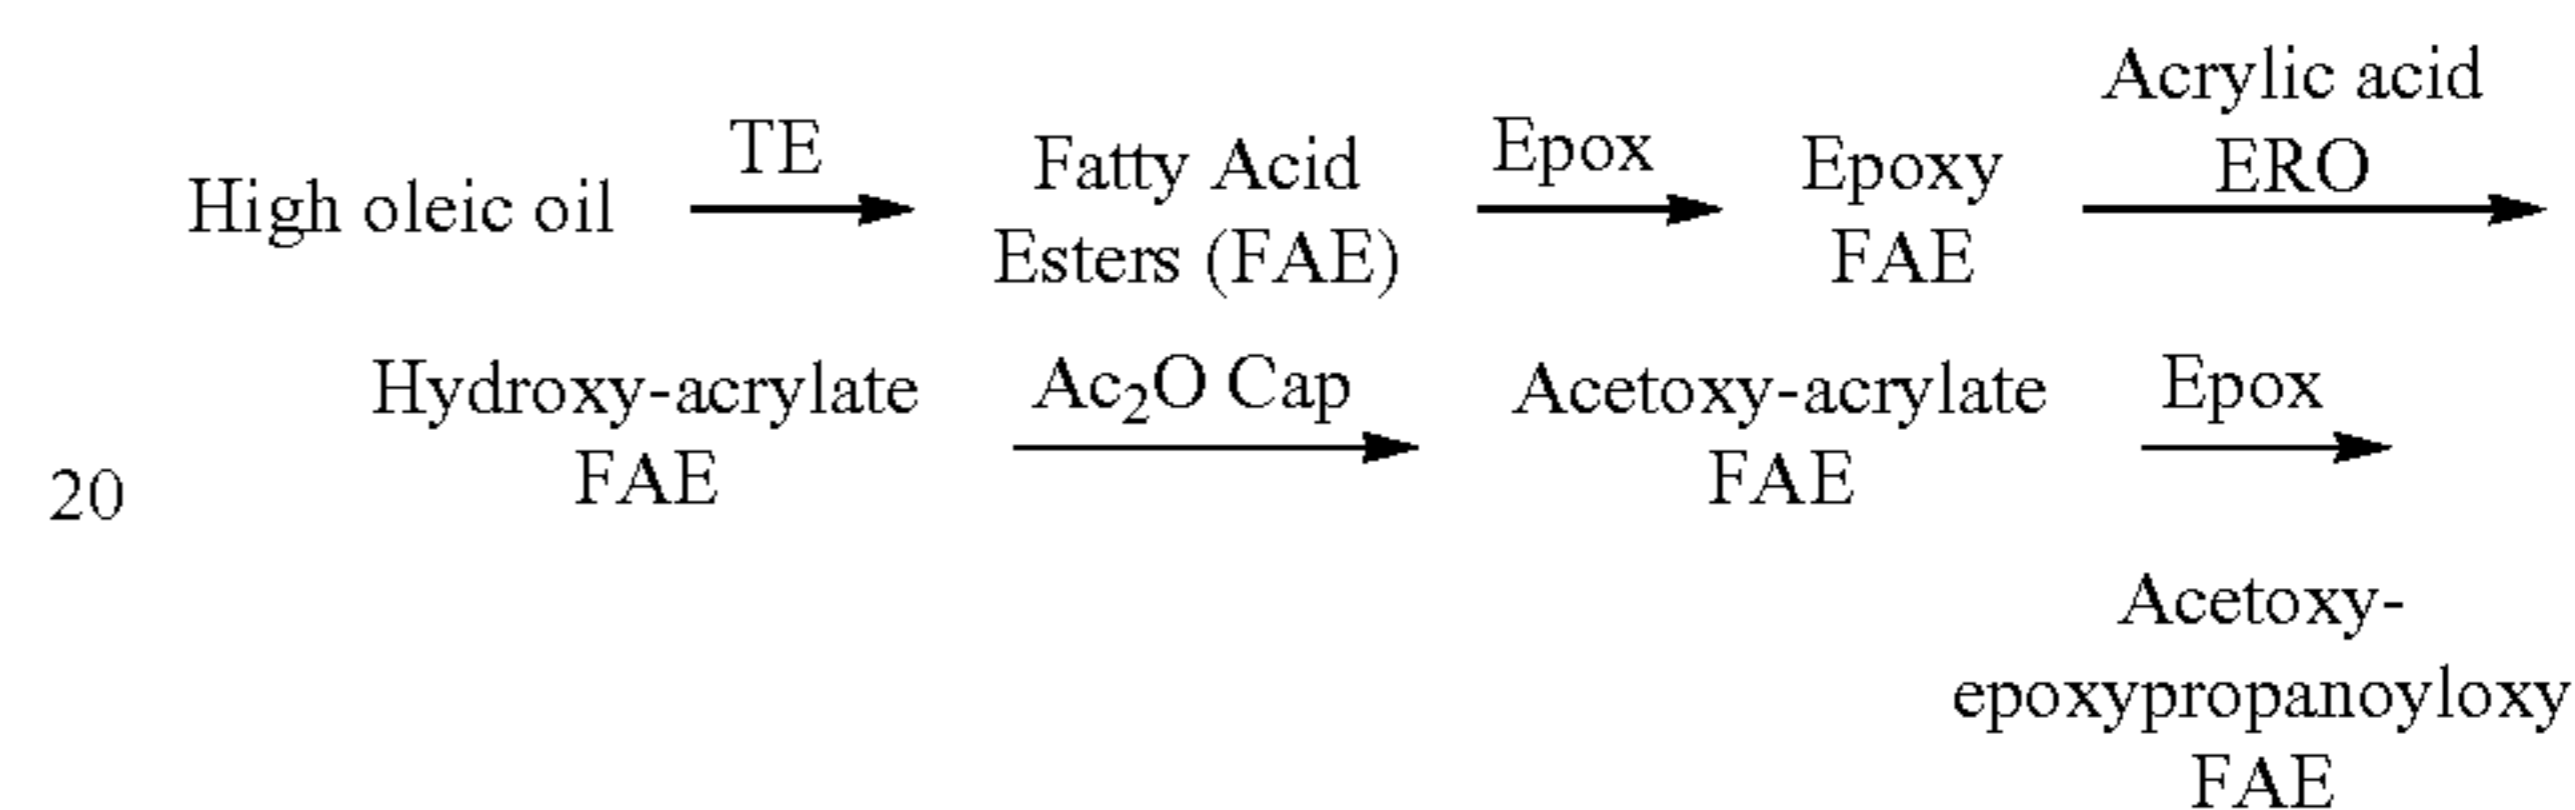 High oleic oil
TE
Fatty Acid
Esters (FAE)
Epox
Epoxy
FAE
Acrylic acid
ERO
Hydroxy-acrylate
FAE
Ac₂O Cap
Acetoxy-acrylate
FAE
Epox
20
Acetoxy-
epoxypropanoyloxy
FAE